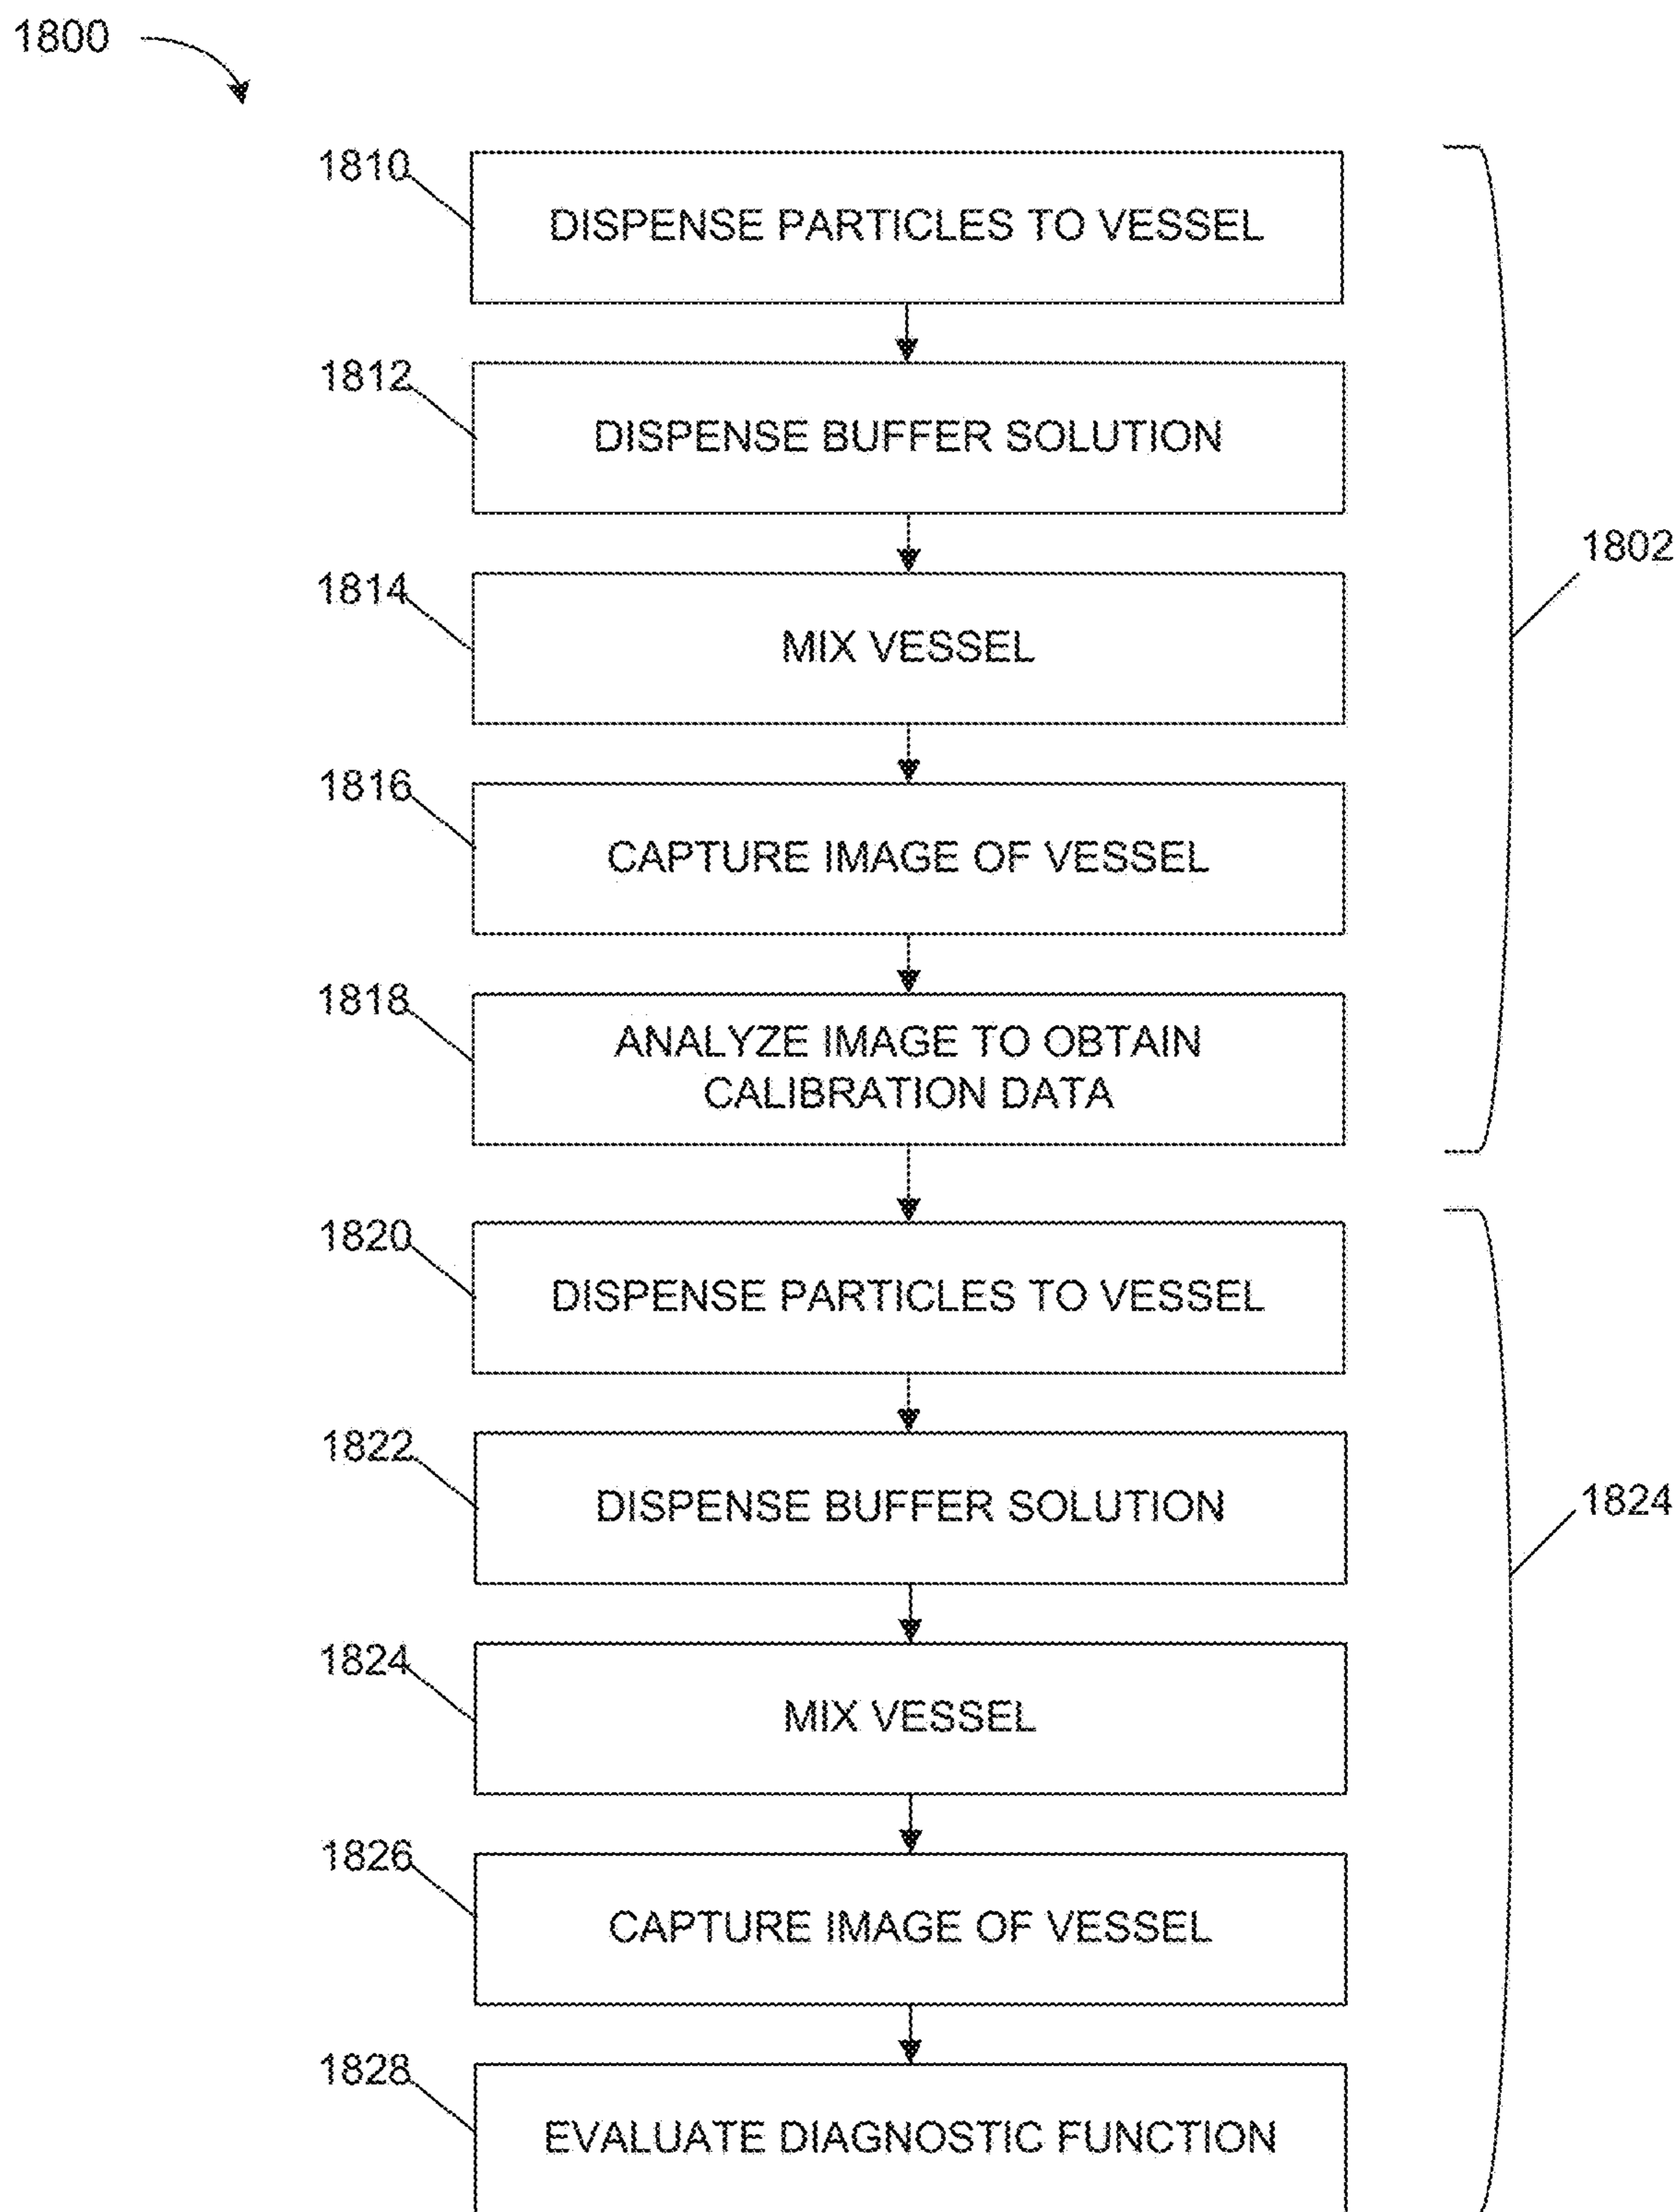 1800
1810
DISPENSE PARTICLES TO VESSEL
1812
DISPENSE BUFFER SOLUTION
1802
1814
MIX VESSEL
1816
CAPTURE IMAGE OF VESSEL
1818
ANALYZE IMAGE TO OBTAIN
CALIBRATION DATA
1820
DISPENSE PARTICLES TO VESSEL
1822
DISPENSE BUFFER SOLUTION
1824
1824
MIX VESSEL
1826
CAPTURE IMAGE OF VESSEL
1828
EVALUATE DIAGNOSTIC FUNCTION